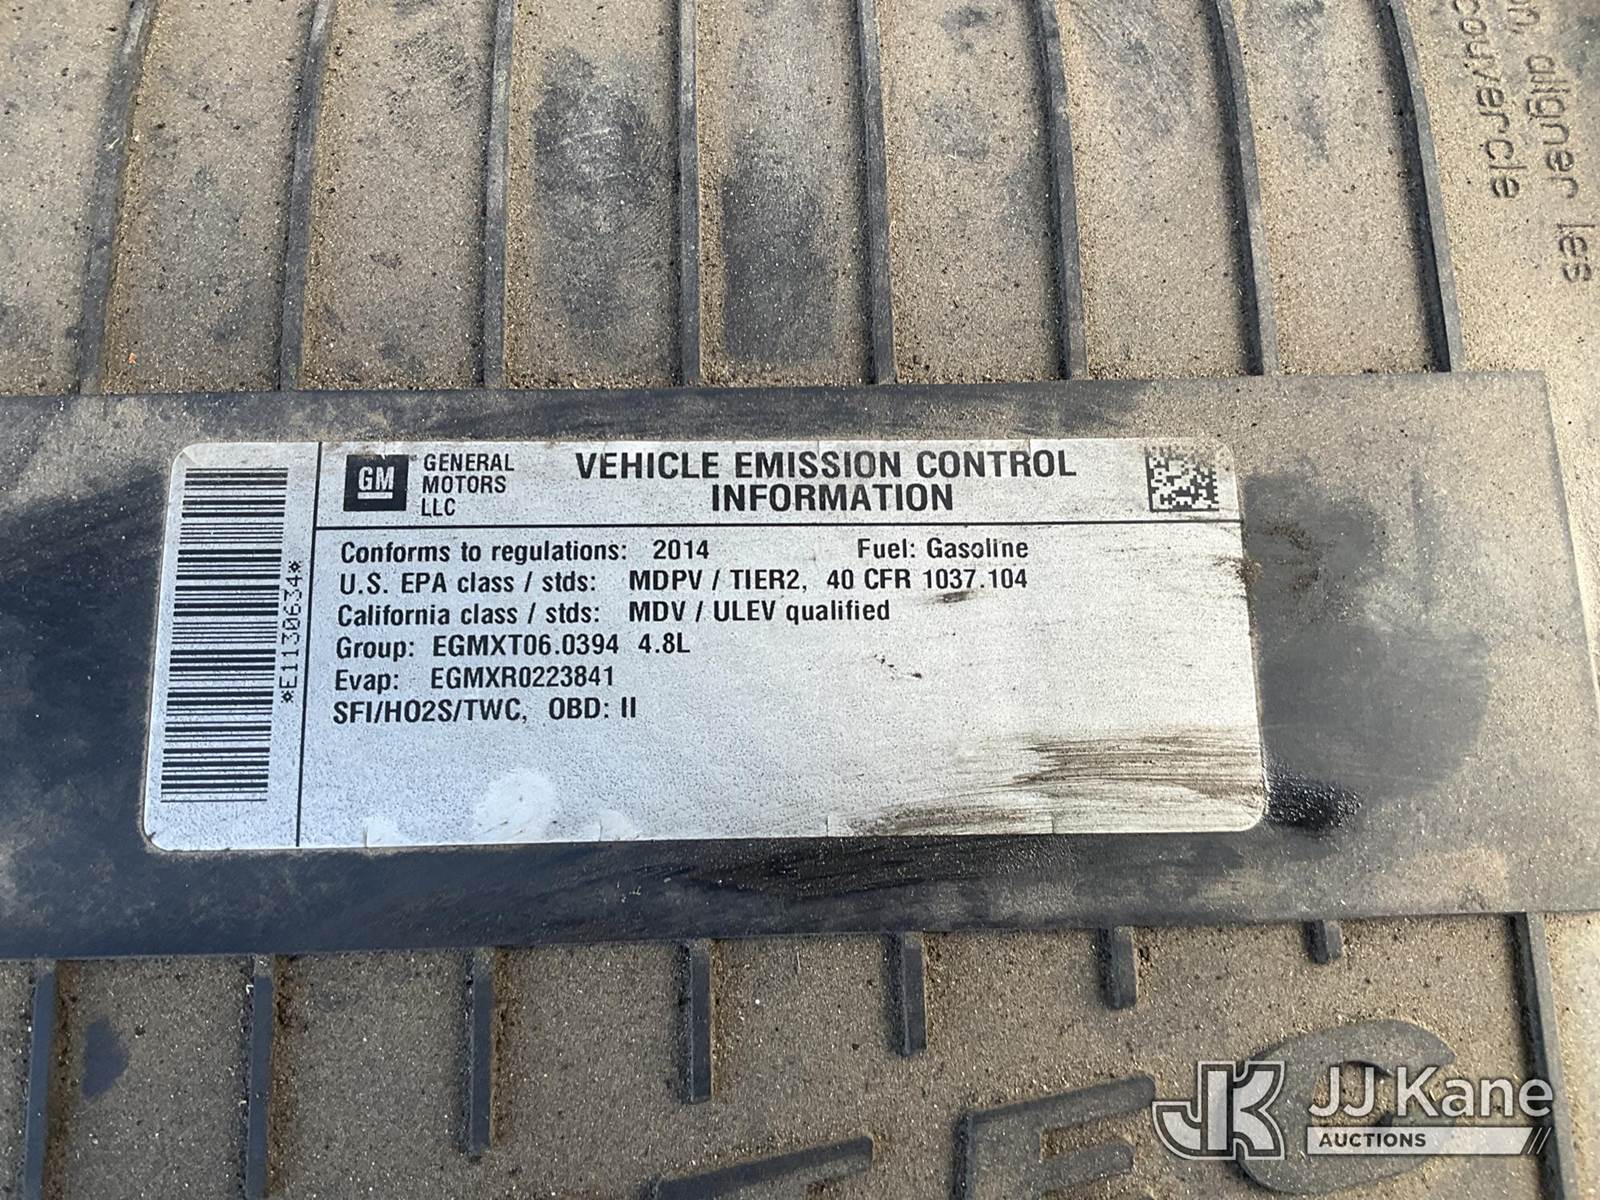 GM
GENERAL
MOTORS
LLC
VEHICLE EMISSION CONTROL
INFORMATION
Conforms to regulations: 2014 Fuel: Gasoline
U.S. EPA class / stds: MDPV / TIER2, 40 CFR 1037.104
California class / stds: MDV / ULEV qualified
Group: EGMXT06.0394 4.8L
Evap: EGMXR0223841
SFI/HO2S/TWC, OBD: II
*E1130634*
aligner les
couvercle
JK
JJ Kane
AUCTIONS